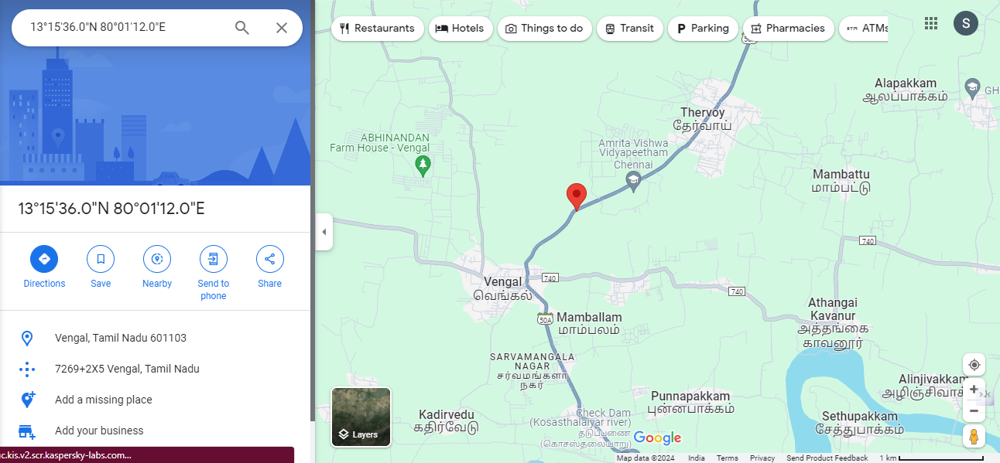 13°15'36.0"N 80°01'12.0"E
Restaurants
Hotels
Things to do
Transit
Parking
Pharmacies
ATMs
S
13°15'36.0"N 80°01'12.0"E
Directions
Save
Nearby
Send to
phone
Share
Vengal, Tamil Nadu 601103
7269+2X5 Vengal, Tamil Nadu
Add a missing place
Add your business
c.kis.v2.scr.kaspersky-labs.com...
Alapakkam
ஆலப்பாக்கம்
GH
Thervoy
தேர்வாய்
ABHINANDAN
Farm House - Vengal
Amrita Vishwa
Vidyapeetham
Chennai
Mambattu
மாம்பட்டு
740
Vengal
வெங்கல்
740
740
50A
Mamballam
மாம்பலம்
Athangai
Kavanur
அத்தங்கை
காவனூர்
SARVAMANGALA
NAGAR
சர்வமங்களா
நகர்
Alinjivakkam
அழிஞ்சிவாக்
Punnapakkam
புன்னபாக்கம்
Kadirvedu
கதிர்வேடு
Check Dam
(Kosasthalaiyar river)
தடுப்பணை
(கொசஸ்தலையாறு)
Sethupakkam
சேத்துபாக்கம்
Layers
Google
Map data ©2024 India Terms Privacy Send Product Feedback 1 km